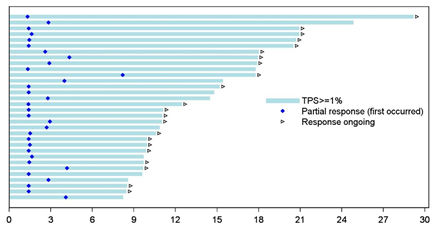 TPS>=1%
Partial response (first occurred)
Response ongoing
0 3 6 9 12 15 18 21 24 27 30